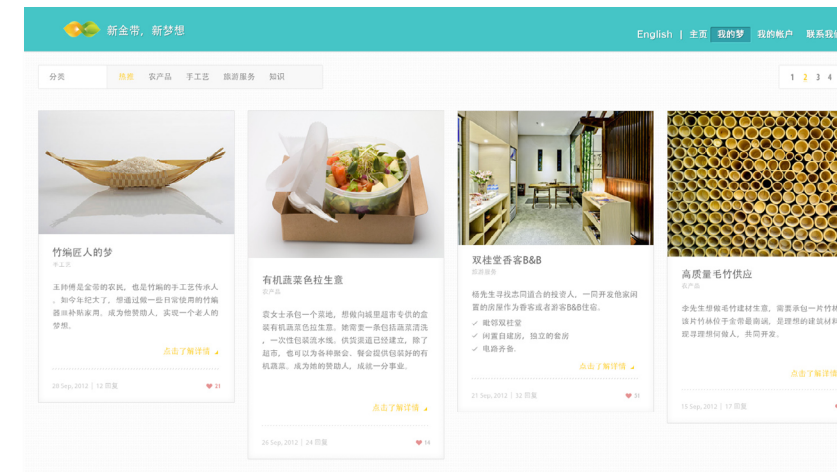 新金带，新梦想
English | 主页 我的梦 我的帐户 联系我们
分类 热推 农产品 手工艺 旅游服务 知识
1 2 3 4
竹编匠人的梦
手工艺
王师傅是金带的农民，也是竹编的手工艺传承人
，如今年纪大了，想通过做一些日常使用的竹编
器皿补贴家用。成为他赞助人，实现一个老人的
梦想。
点击了解详情
28 Sep, 2012 | 12 回复
21
有机蔬菜色拉生意
农产品
袁女士承包一个菜地，想做向城里超市专供的盒
装有机蔬菜色拉生意。她需要一条包括蔬菜清洗
，一次性包装流水线。供货渠道已经建立，除了
超市，也可以为各种聚会、餐会提供包装好的有
机蔬菜。成为她的赞助人，成就一分事业。
点击了解详情
26 Sep, 2012 | 24 回复
16
双桂堂香客B&B
旅游服务
杨先生寻找志同道合的投资人，一同开发他家闲
置的房屋作为香客或者游客B&B住宿。
毗邻双桂堂
闲置自建房，独立的套房
电路齐备。
点击了解详情
21 Sep, 2012 | 32 回复
31
高质量毛竹供应
农产品
李先生想做毛竹建材生意，需要承包一片竹林
该片竹林位于金带最南面，是理想的建筑材料
现寻理想伺做人，共同开发。
点击了解详情
15 Sep, 2012 | 17 回复